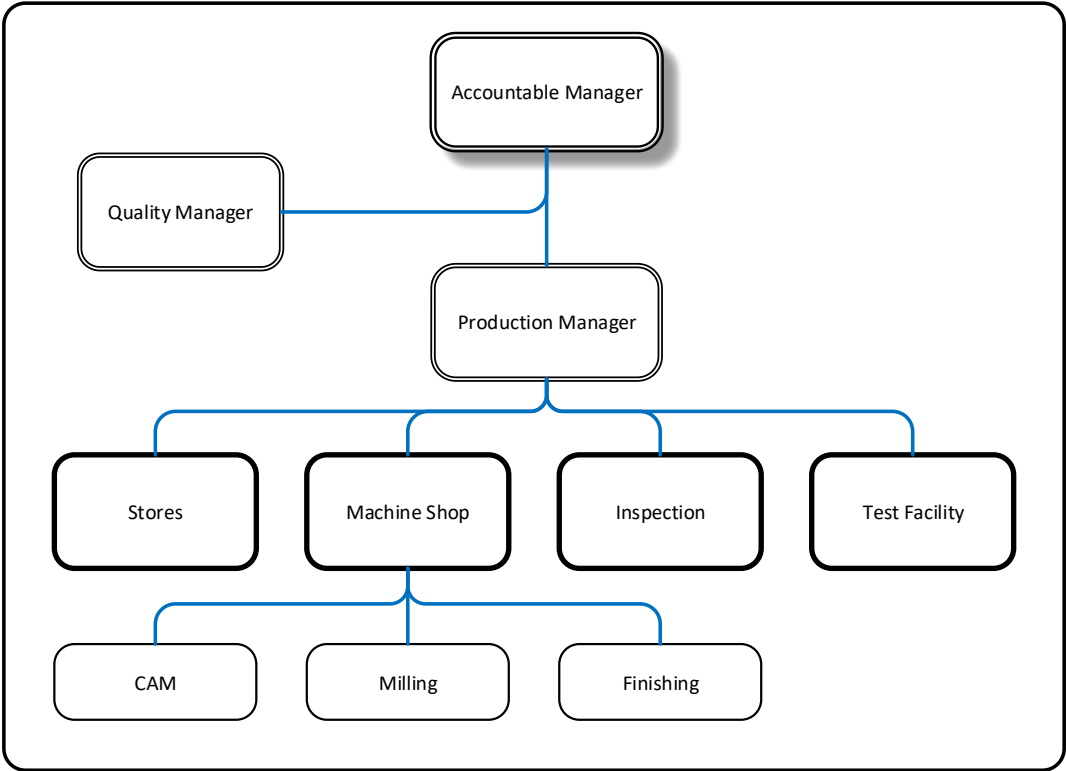 Accountable Manager
Quality Manager
Production Manager
Stores
Machine Shop
Inspection
Test Facility
CAM
Milling
Finishing